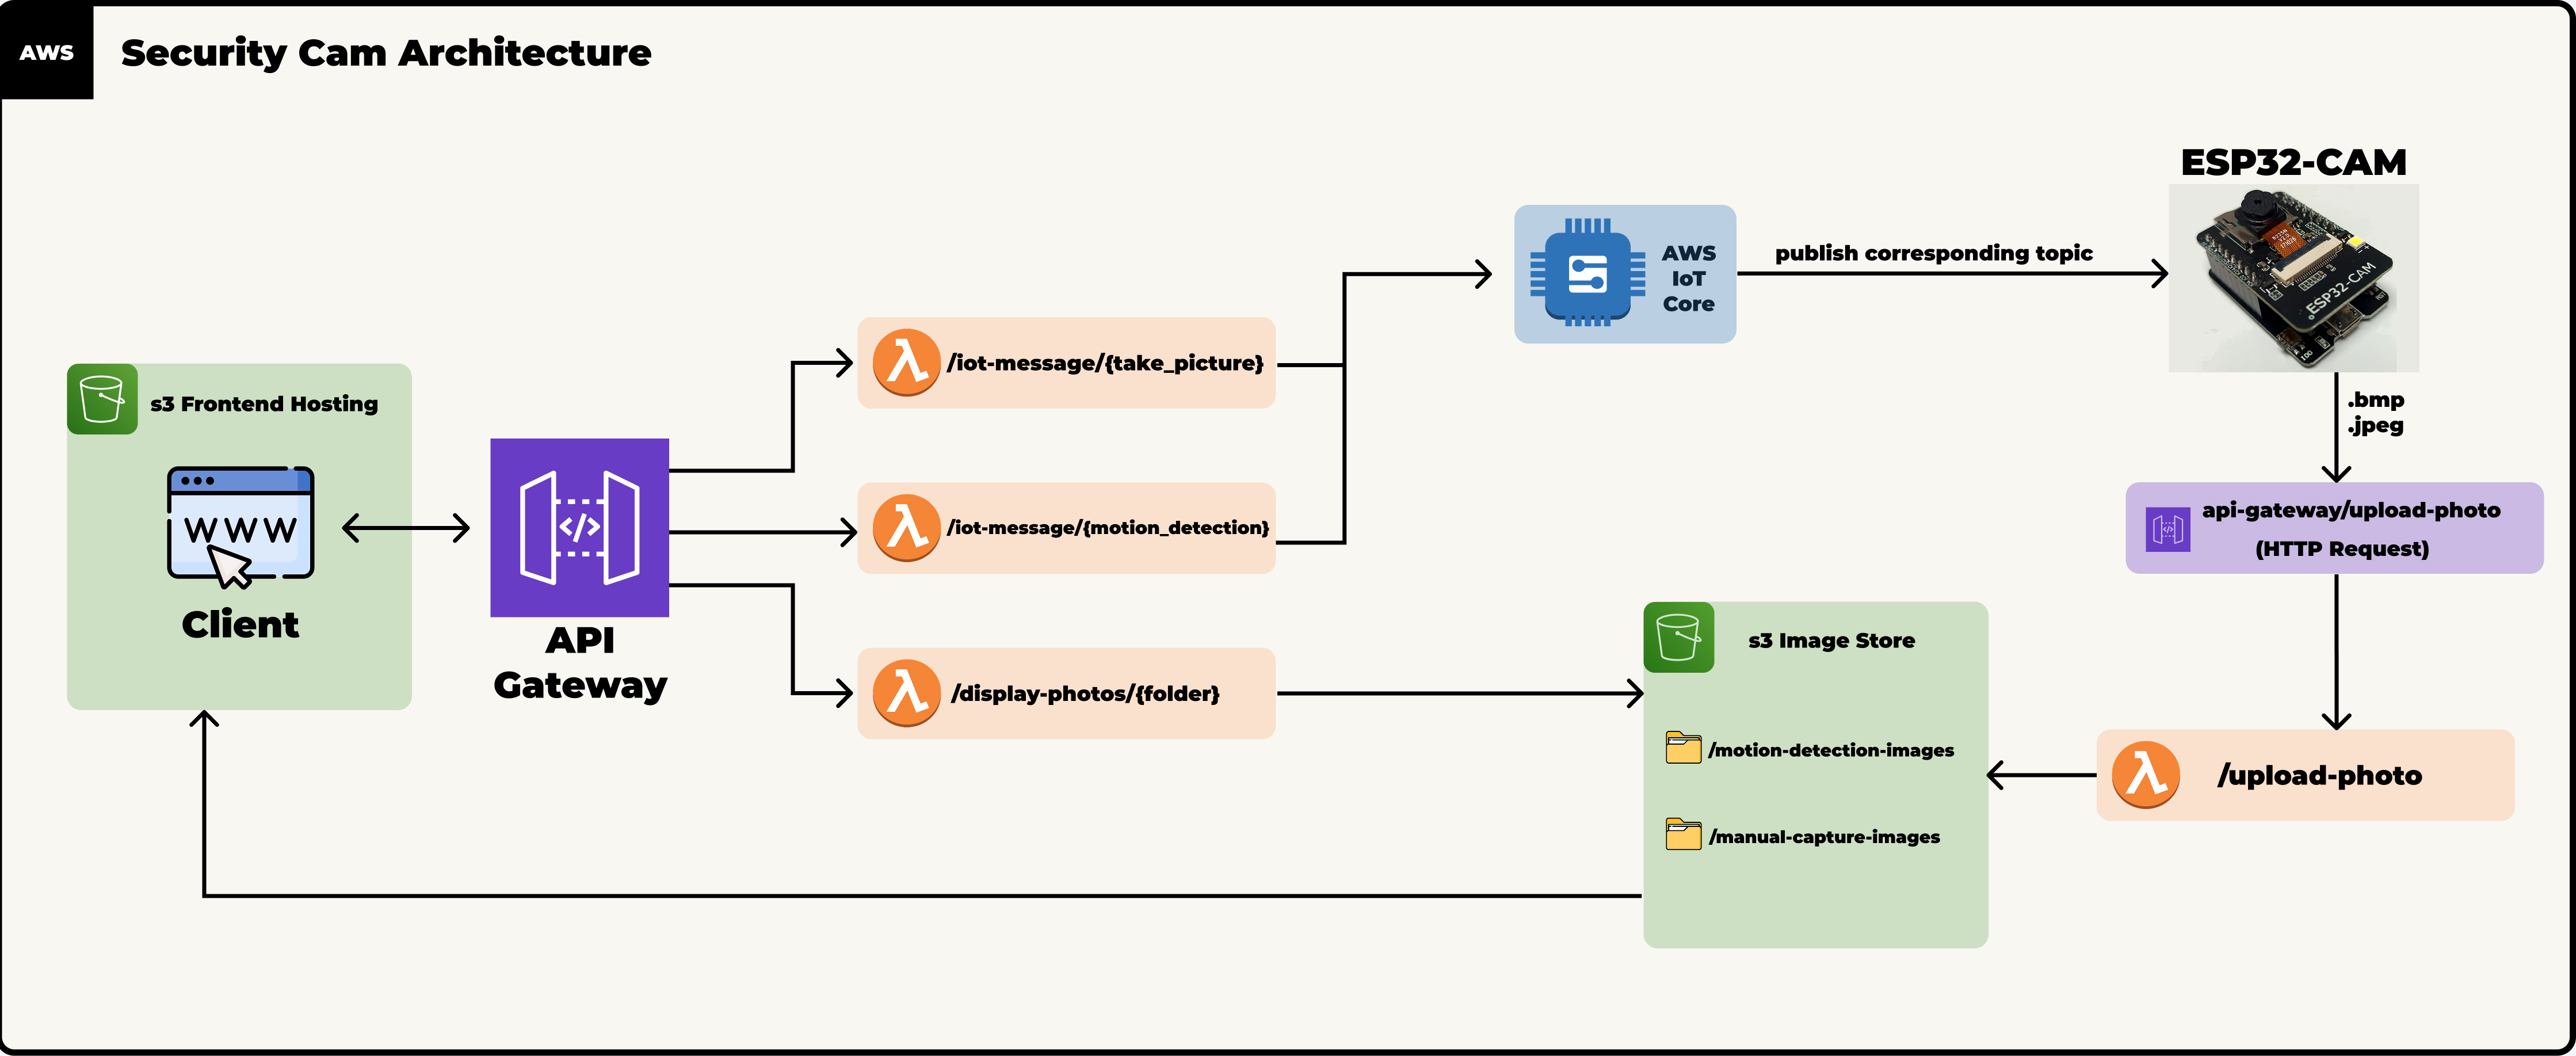 AWS
Security Cam Architecture
ESP32-CAM
AWS
IoT
Core
publish corresponding topic
ESP32-CAM
/iot-message/{take_picture}
s3 Frontend Hosting
.bmp
.jpeg
WWW
</>
/iot-message/{motion_detection}
api-gateway/upload-photo
(HTTP Request)
Client
API
Gateway
/display-photos/{folder}
s3 Image Store
/motion-detection-images
/manual-capture-images
/upload-photo